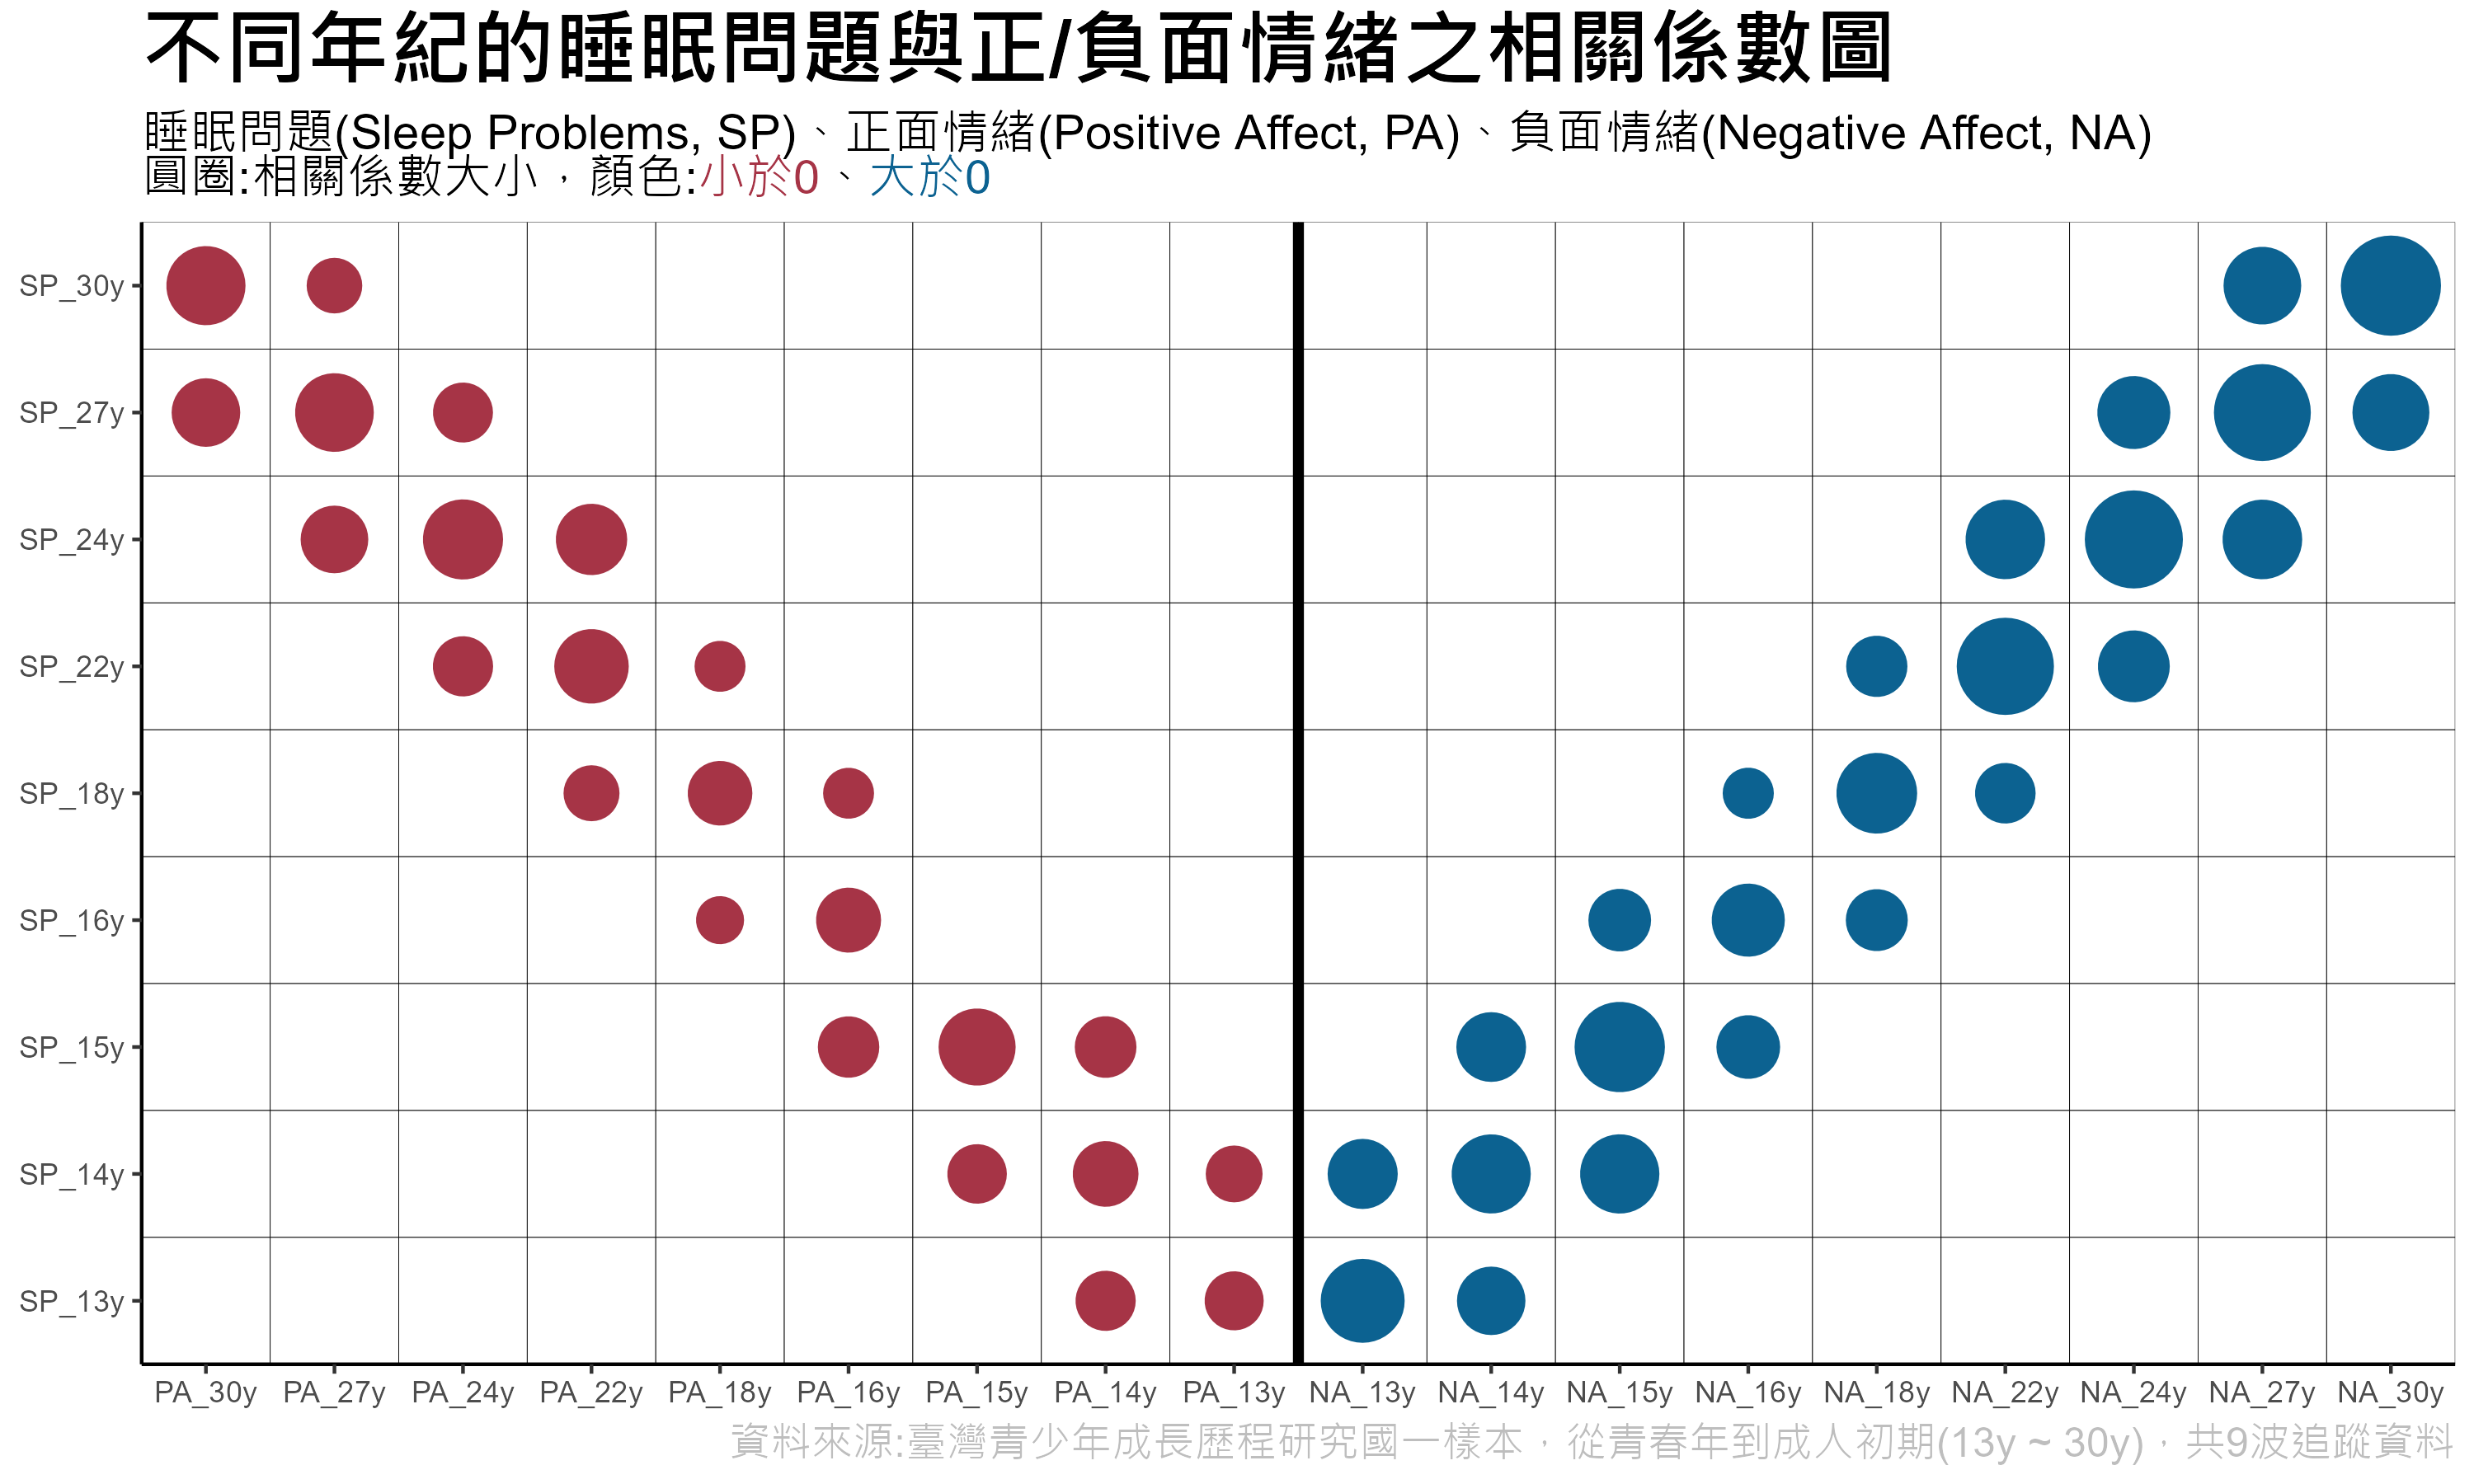 不同年紀的睡眠問題與正/負面情緒之相關係數圖
睡眠問題(Sleep Problems, SP)、正面情緒(Positive Affect, PA)、負面情緒(Negative Affect, NA)
圓圈:相關係數大小，顏色:小於0、大於0
SP_30y
SP_27y
SP_24y
SP_22y
SP_18y
SP_16y
SP_15y
SP_14y
SP_13y
PA_30y PA_27y PA_24y PA_22y PA_18y PA_16y PA_15y PA_14y PA_13y NA_13y NA_14y NA_15y NA_16y NA_18y NA_22y NA_24y NA_27y NA_30y
資料來源:臺灣青少年成長歷程研究國一樣本，從青春年到成人初期(13y ~ 30y)，共9波追蹤資料